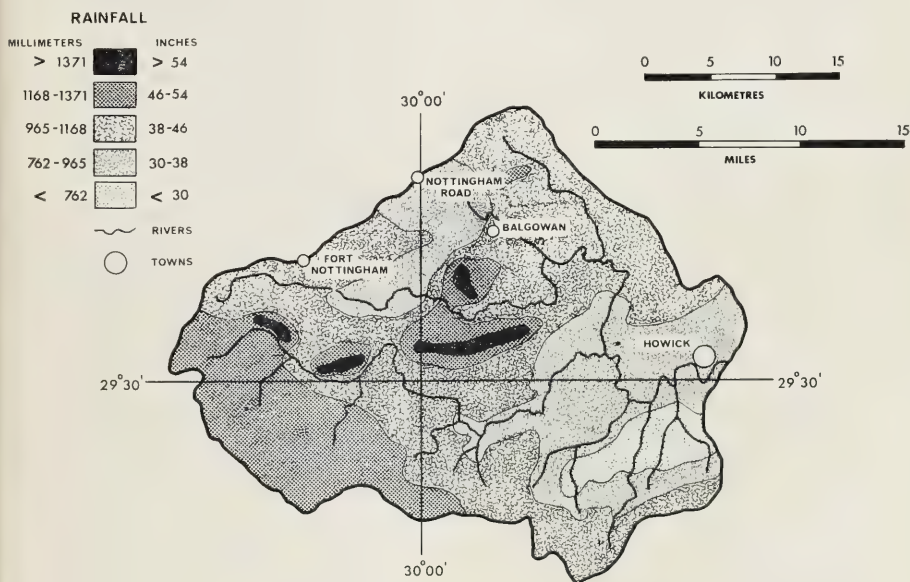 RAINFALL
MILLIMETERS INCHES
> 1371 > 54
1168-1371 46-54
965-1168 38-46
762-965 30-38
< 762 < 30
RIVERS
TOWNS
0 5 10 15
KILOMETRES
0 5 10 15
MILES
30°00'
NOTTINGHAM
ROAD
BALGOWAN
FORT
NOTTINGHAM
HOWICK
29°30' 29°30'
30°00'